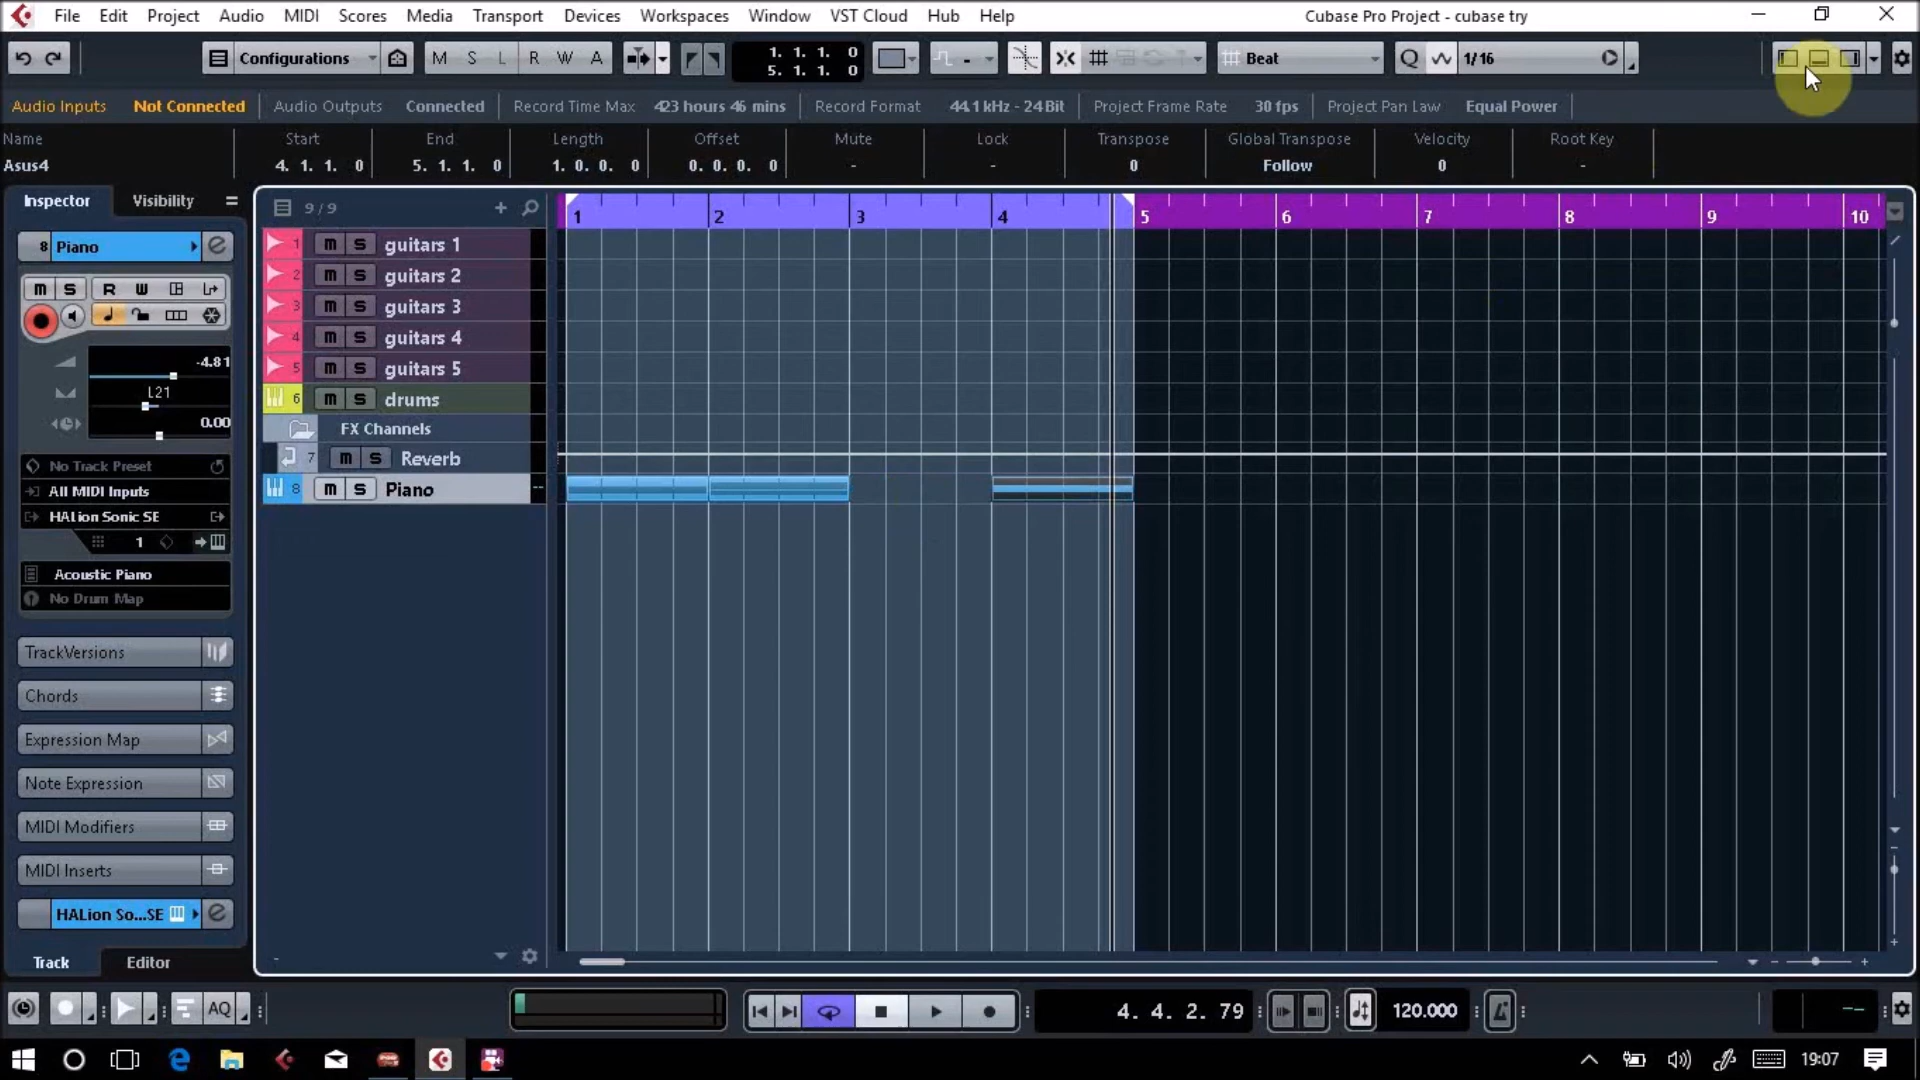 File Edit Project Audio MIDI Scores Media Transport Devices Workspaces Window VST Cloud Hub Help
Cubase Pro Project - cubase try
Configurations M S L R W A
1. 1. 1. 0
5. 1. 1. 0
Beat Q 1/16
Audio Inputs Not Connected Audio Outputs Connected Record Time Max 423 hours 46 mins Record Format 44.1 kHz - 24 Bit Project Frame Rate 30 fps Project Pan Law Equal Power
Name Start End Length Offset Mute Lock Transpose Global Transpose Velocity Root Key
Asus4 4. 1. 1. 0 5. 1. 1. 0 1. 0. 0. 0 0. 0. 0. 0 - - 0 Follow 0 -
Inspector Visibility
9 / 9
1 2 3 4 5 6 7 8 9 10
8 Piano
m S R W
-4.81
L21
0.00
No Track Preset
All MIDI Inputs
HALion Sonic SE
1
Acoustic Piano
No Drum Map
TrackVersions
Chords
Expression Map
Note Expression
MIDI Modifiers
MIDI Inserts
HALion So...SE
Track Editor
1 m S guitars 1
2 m S guitars 2
3 m S guitars 3
4 m S guitars 4
5 m S guitars 5
6 m S drums
FX Channels
7 m S Reverb
8 m S Piano
AQ
4. 4. 2. 79
120.000
19:07